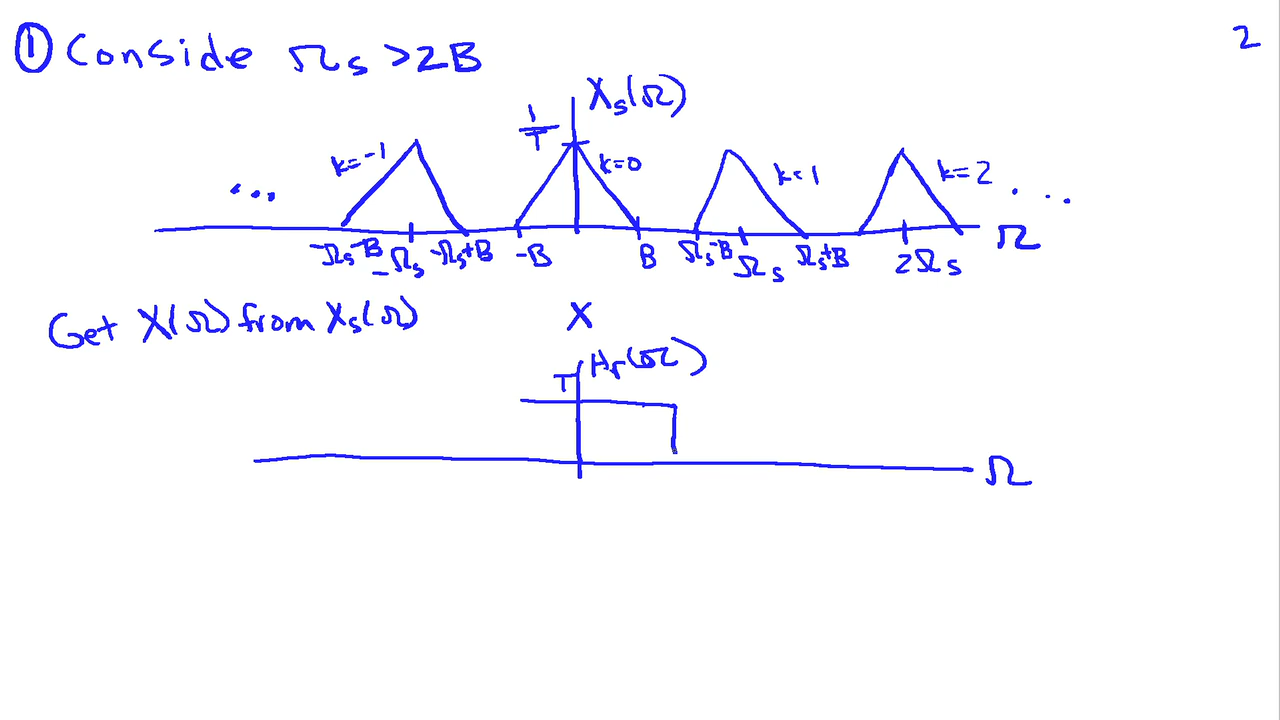 ① Conside Ωs > 2B
2
Xs(Ω)
1/T
k=-1
k=0
k=1
k=2
...
...
-Ωs-B
-Ωs
-Ωs+B
-B
B
Ωs-B
Ωs
Ωs+B
2Ωs
Ω
Get X(Ω) from Xs(Ω)
X
T
Hr(Ω)
Ω